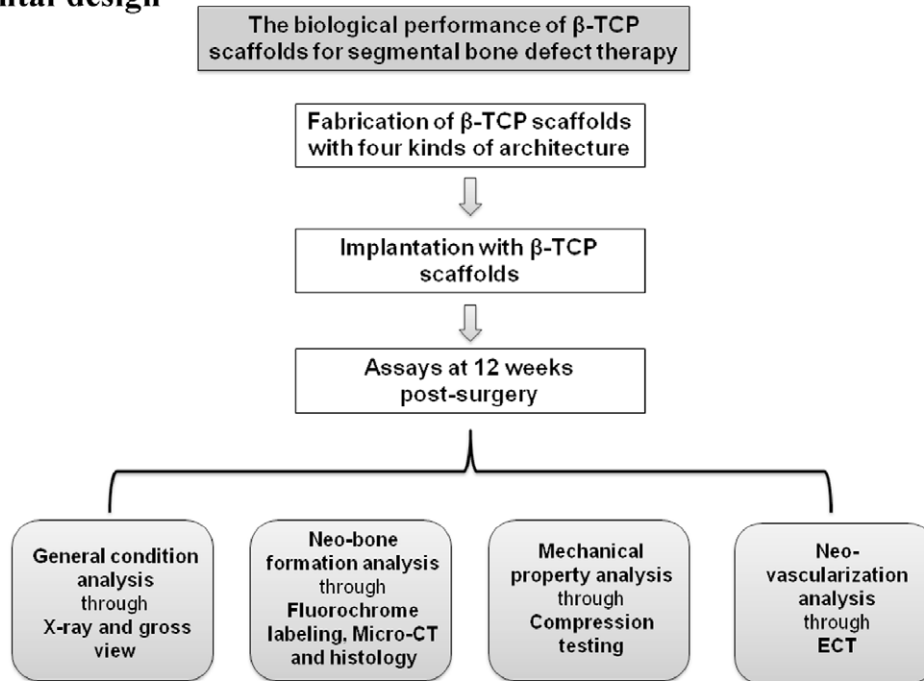 The biological performance of β-TCP
scaffolds for segmental bone defect therapy
Fabrication of β-TCP scaffolds
with four kinds of architecture
Implantation with β-TCP
scaffolds
Assays at 12 weeks
post-surgery
General condition
analysis
through
X-ray and gross
view
Neo-bone
formation analysis
through
Fluorochrome
labeling, Micro-CT
and histology
Mechanical
property analysis
through
Compression
testing
Neo-
vascularization
analysis
through
ECT